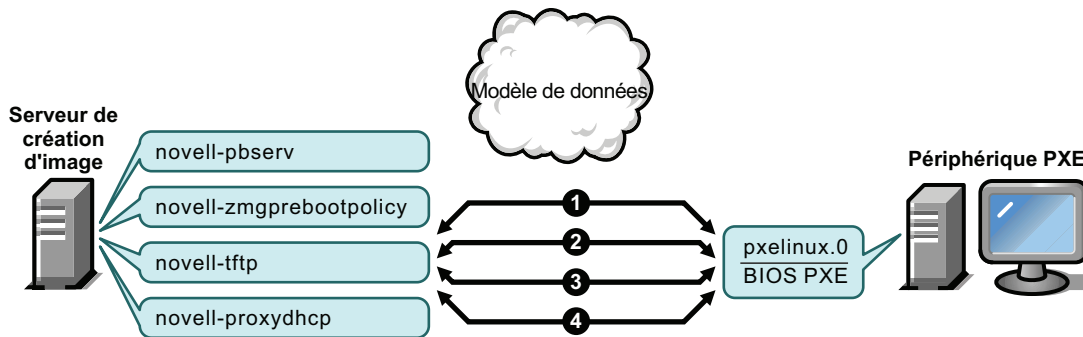 Modèle de données
Serveur de
création
d'image
novell-pbserv
novell-zmgprebootpolicy
novell-tftp
novell-proxydhcp
1
2
3
4
pxelinux.0
BIOS PXE
Périphérique PXE